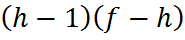 (h − 1)(f − h)